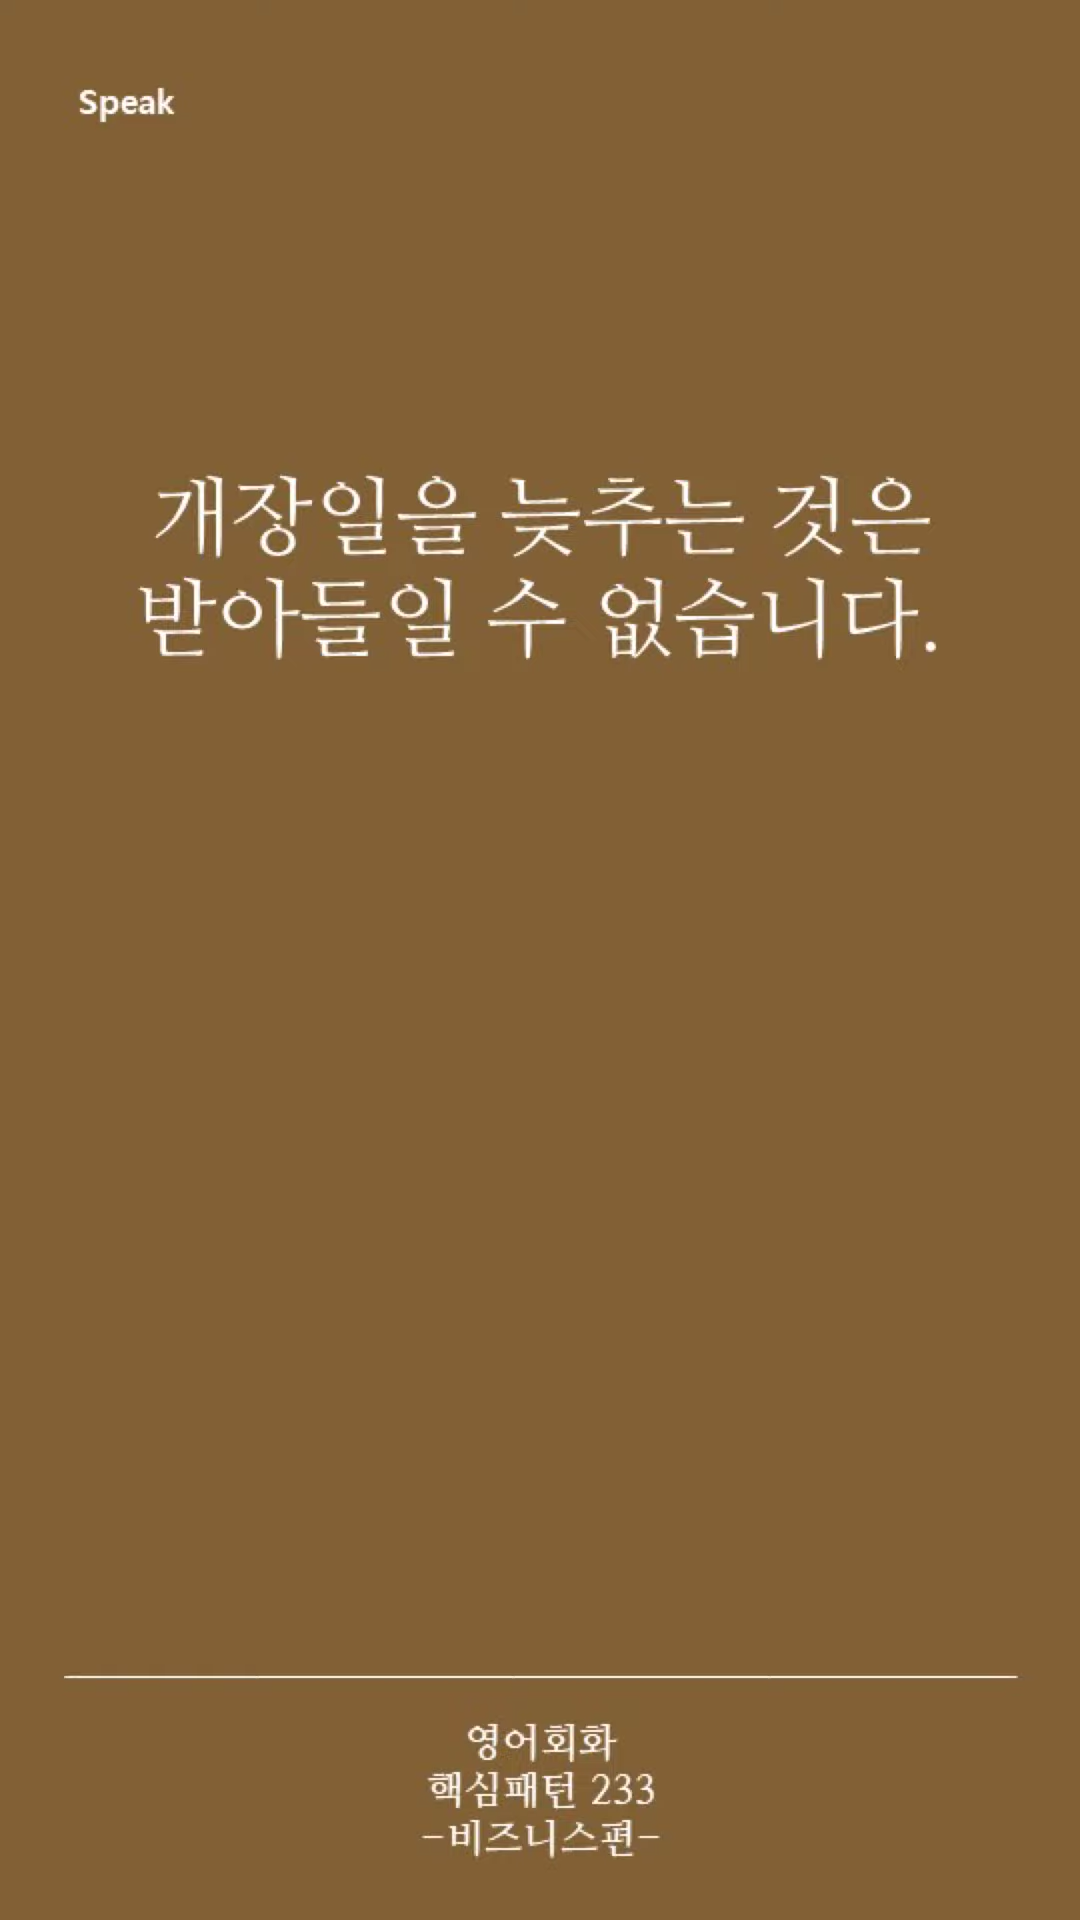 Speak
개장일을 늦추는 것은
받아들일 수 없습니다.
영어회화
핵심패턴 233
-비즈니스편-